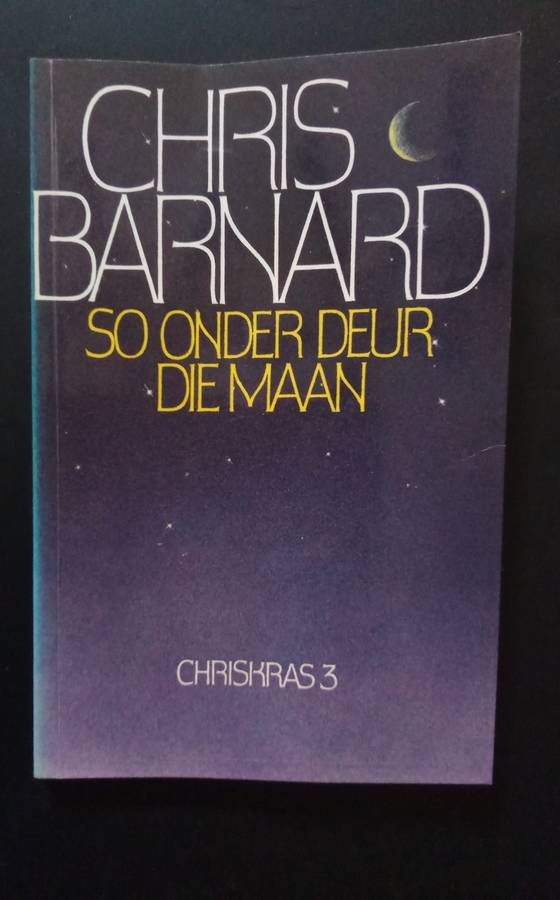 CHRIS
BARNARD
SO ONDER DEUR
DIE MAAN
CHRISKRAS 3